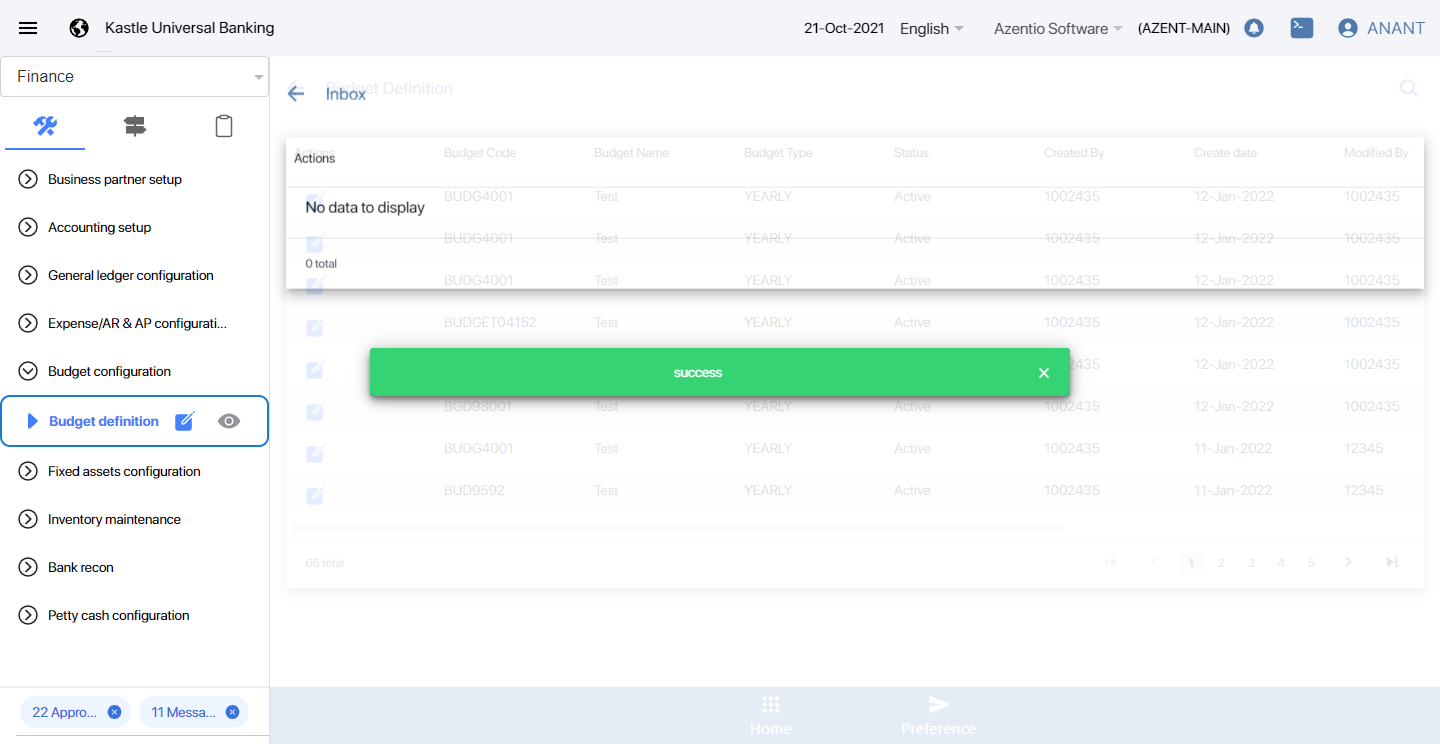 Kastle Universal Banking
21-Oct-2021
English
Azentio Software
(AZENT-MAIN)
ANANT
Finance
Business partner setup
Accounting setup
General ledger configuration
Expense/AR & AP configurati...
Budget configuration
Budget definition
Fixed assets configuration
Inventory maintenance
Bank recon
Petty cash configuration
22 Appro...
11 Messa...
Budget Definition
Inbox
Actions Budget Code Budget Name Budget Type Status Created By Create date Modified By
Actions
BUDG4001 Test YEARLY Active 1002435 12-Jan-2022 1002435
No data to display
BUDG4001 Test YEARLY Active 1002435 12-Jan-2022 1002435
0 total
BUDG4001 Test YEARLY Active 1002435 12-Jan-2022 1002435
BUDGET04152 Test YEARLY Active 1002435 12-Jan-2022 1002435
success
2435 12-Jan-2022 1002435
BGD98001 Test YEARLY Active 1002435 12-Jan-2022 1002435
BUDG4001 Test YEARLY Active 1002435 11-Jan-2022 12345
BUD9592 Test YEARLY Active 1002435 11-Jan-2022 12345
66 total
1 2 3 4 5
Home
Preference